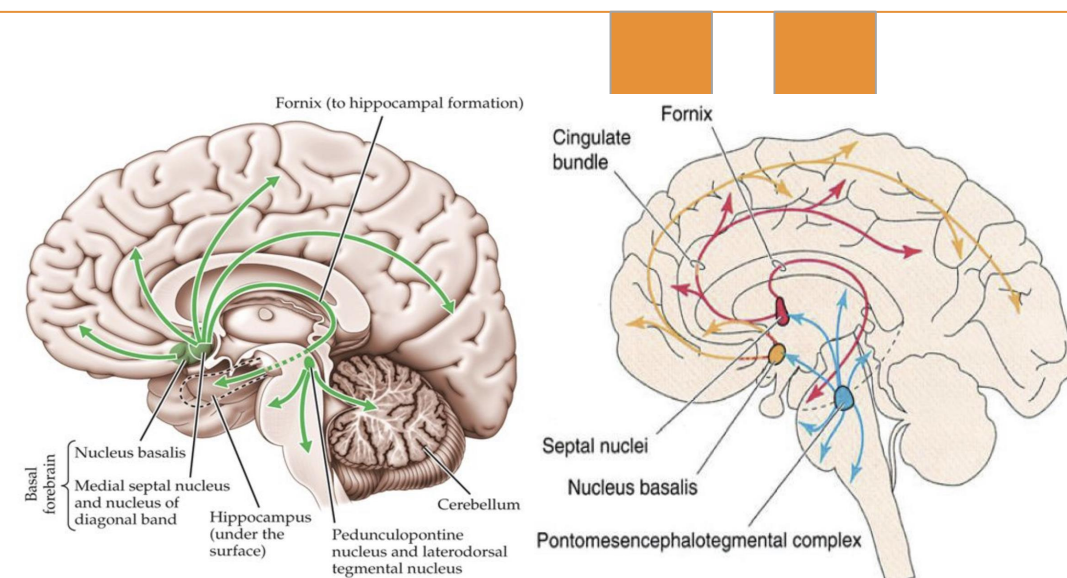 Fornix (to hippocampal formation)
Basal
forebrain
Nucleus basalis
Medial septal nucleus
and nucleus of
diagonal band
Hippocampus
(under the
surface)
Pedunculopontine
nucleus and laterodorsal
tegmental nucleus
Cerebellum
Fornix
Cingulate
bundle
Septal nuclei
Nucleus basalis
Pontomesencephalotegmental complex